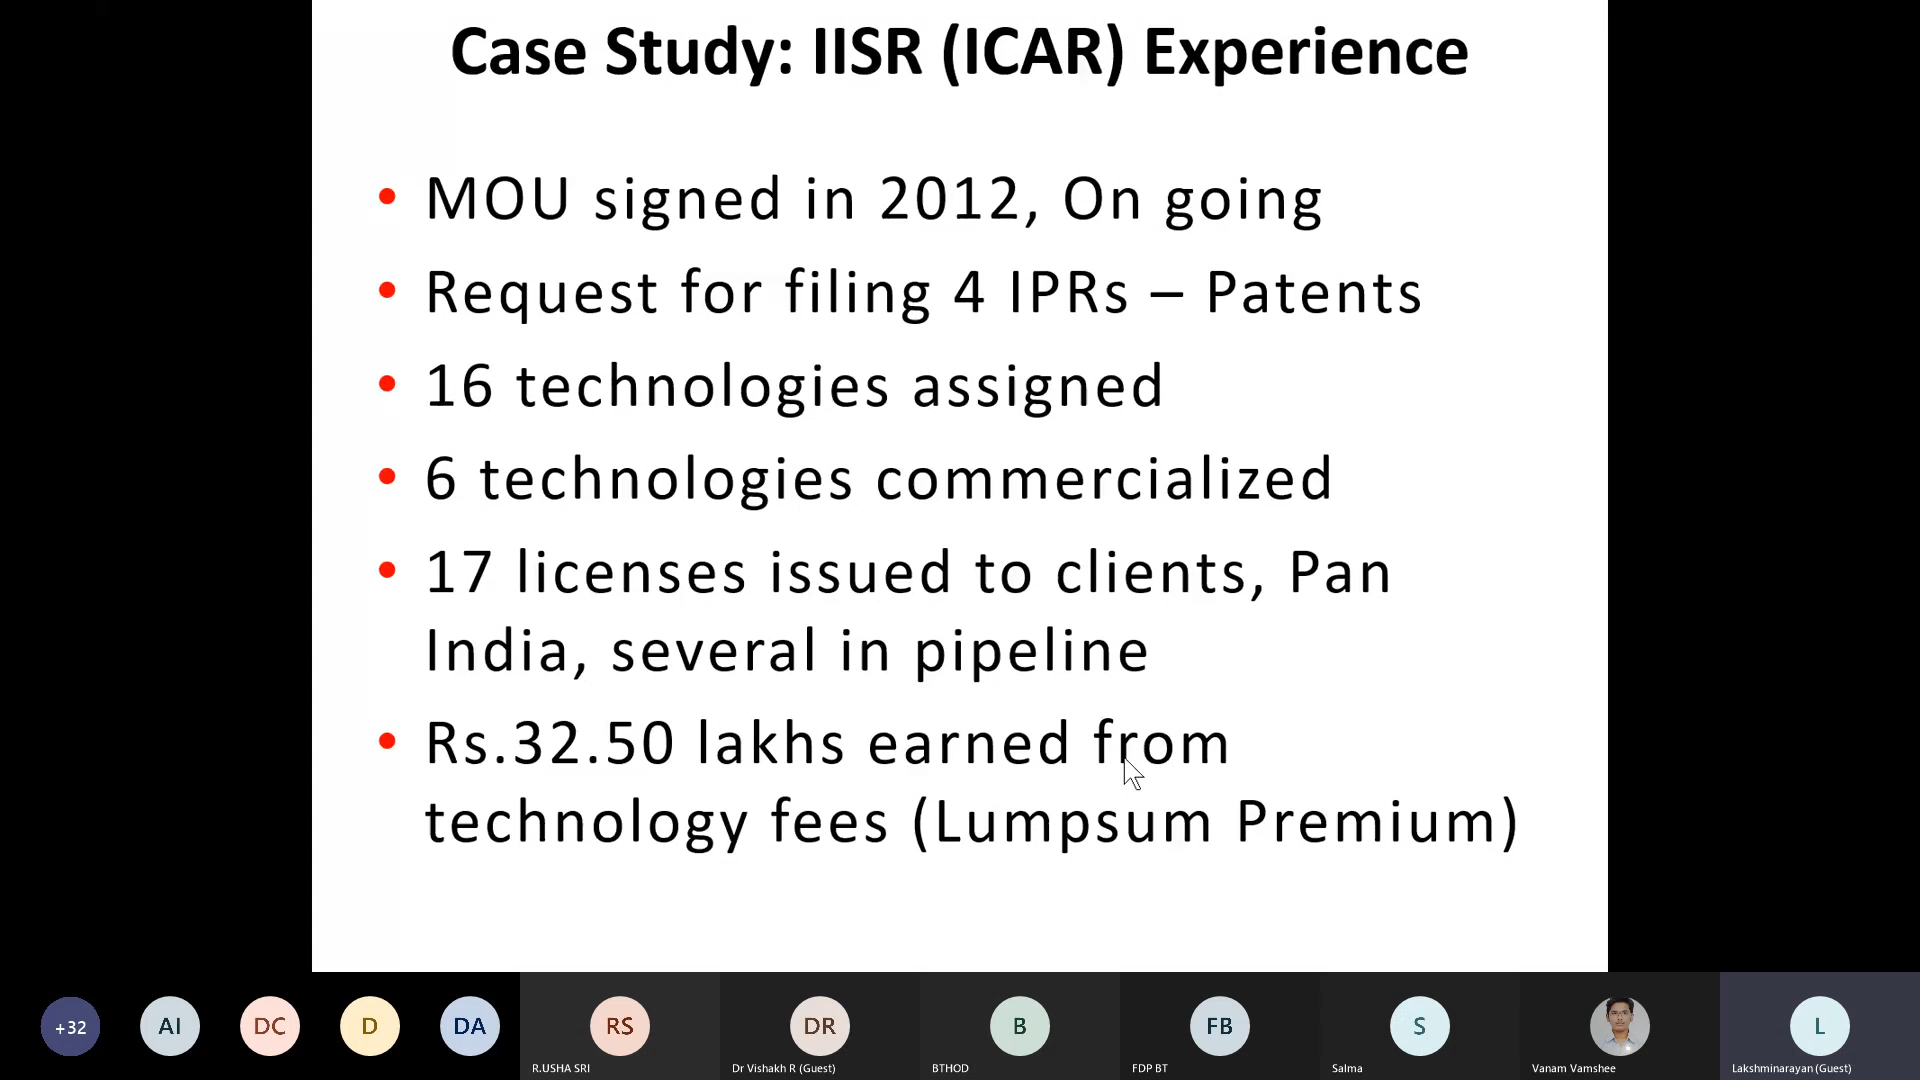 Case Study: IISR (ICAR) Experience
• MOU signed in 2012, On going
• Request for filing 4 IPRs – Patents
• 16 technologies assigned
• 6 technologies commercialized
• 17 licenses issued to clients, Pan
India, several in pipeline
• Rs.32.50 lakhs earned from
technology fees (Lumpsum Premium)
+32 AI DC D DA RS DR B FB S L
R.USHA SRI Dr Vishakh R (Guest) BTHOD FDP BT Salma Vanam Vamshee Lakshminarayan (Guest)